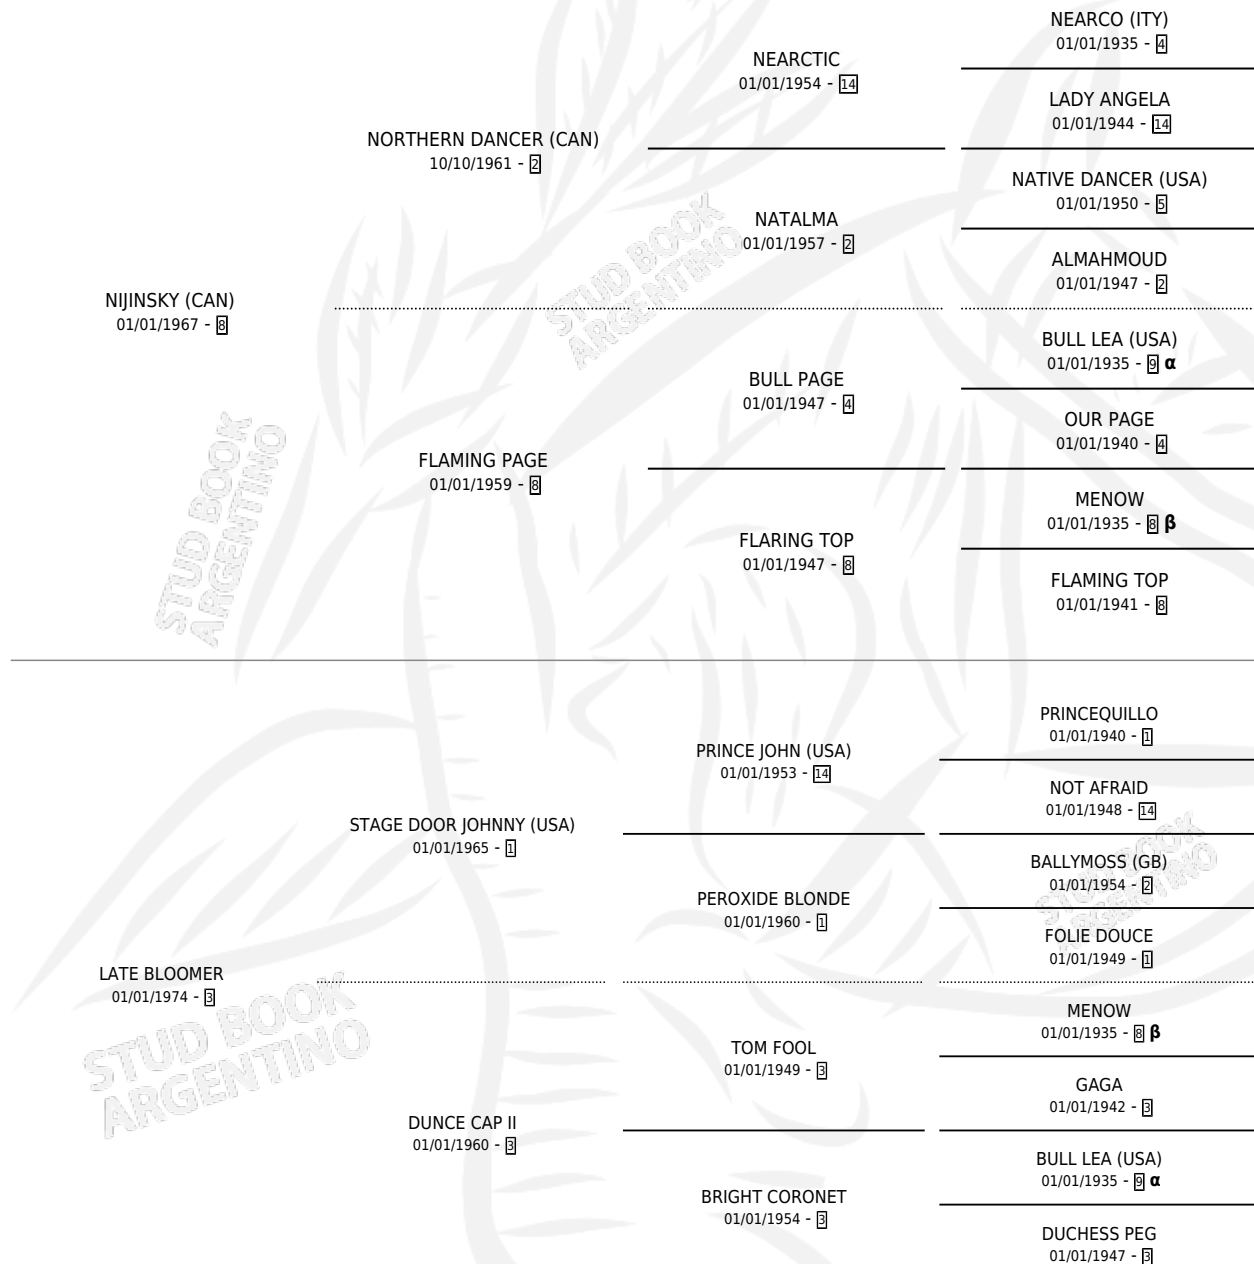 NIJINSKY (CAN)
01/01/1967 - 8
NORTHERN DANCER (CAN)
10/10/1961 - 2
NEARCTIC
01/01/1954 - 14
NEARCO (ITY)
01/01/1935 - 4
LADY ANGELA
01/01/1944 - 14
NATALMA
01/01/1957 - 2
NATIVE DANCER (USA)
01/01/1950 - 5
ALMAHMOUD
01/01/1947 - 2
FLAMING PAGE
01/01/1959 - 8
BULL PAGE
01/01/1947 - 4
BULL LEA (USA)
01/01/1935 - 9 α
OUR PAGE
01/01/1940 - 4
FLARING TOP
01/01/1947 - 8
MENOW
01/01/1935 - 8 β
FLAMING TOP
01/01/1941 - 8
LATE BLOOMER
01/01/1974 - 3
STAGE DOOR JOHNNY (USA)
01/01/1965 - 1
PRINCE JOHN (USA)
01/01/1953 - 14
PRINCEQUILLO
01/01/1940 - 1
NOT AFRAID
01/01/1948 - 14
PEROXIDE BLONDE
01/01/1960 - 1
BALLYMOSS (GB)
01/01/1954 - 2
FOLIE DOUCE
01/01/1949 - 1
DUNCE CAP II
01/01/1960 - 3
TOM FOOL
01/01/1949 - 3
MENOW
01/01/1935 - 8 β
GAGA
01/01/1942 - 3
BRIGHT CORONET
01/01/1954 - 3
BULL LEA (USA)
01/01/1935 - 9 α
DUCHESS PEG
01/01/1947 - 3
STUD BOOK
ARGENTINO
STUD BOOK
ARGENTINO
STUD BOOK
ARGENTINO
STUD BOOK
ARGENTINO